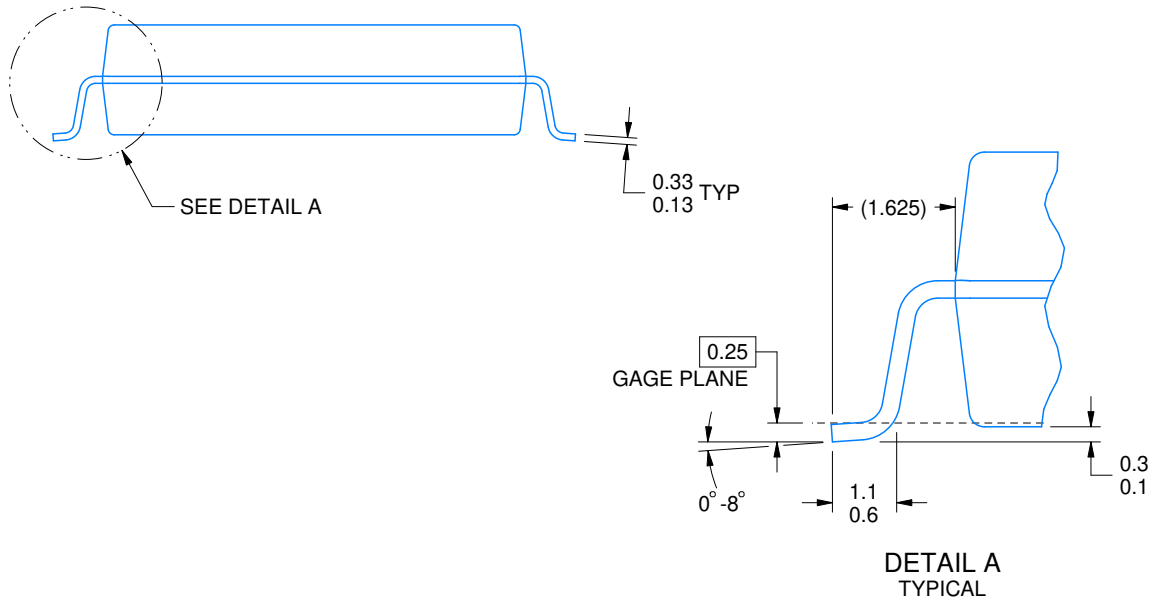 0.33
0.13 TYP
SEE DETAIL A
(1.625)
0.25
GAGE PLANE
0.3
0.1
0°-8°
1.1
0.6
DETAIL A
TYPICAL